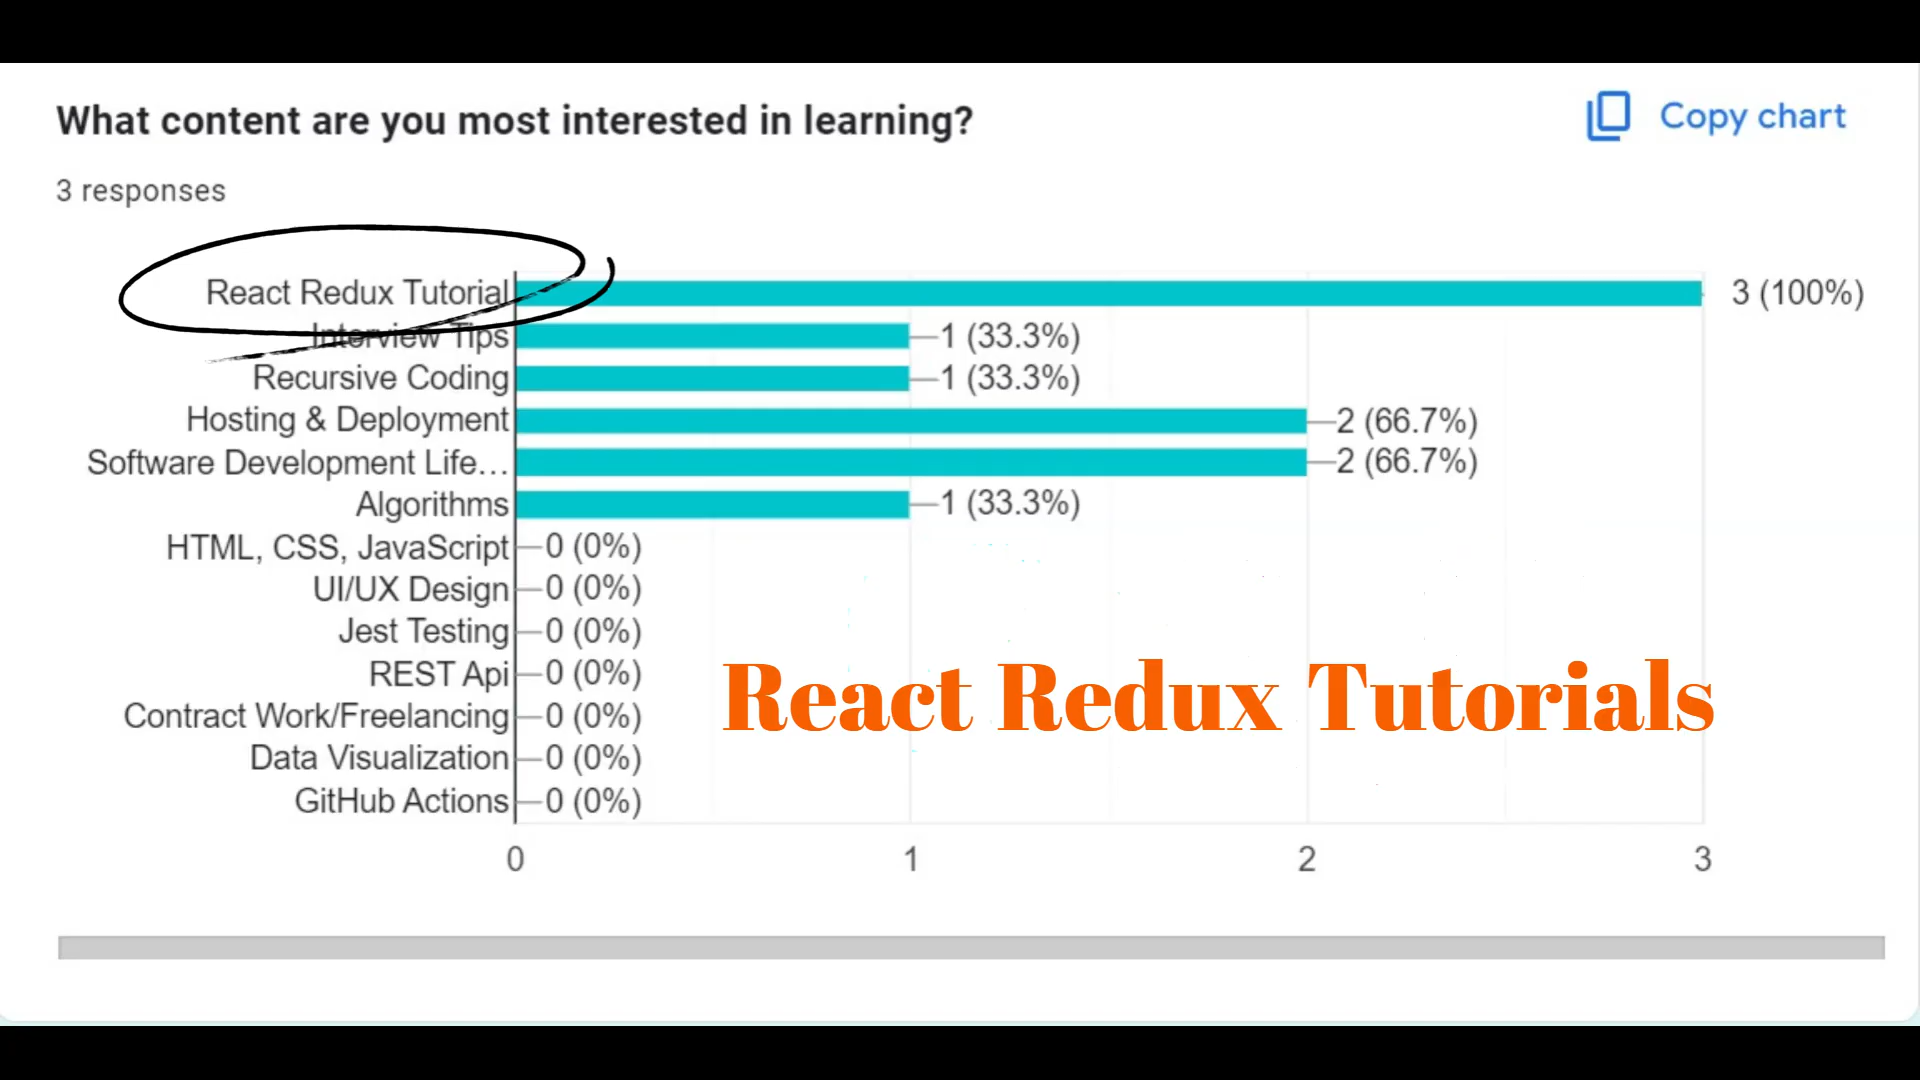 What content are you most interested in learning?
Copy chart
3 responses
React Redux Tutorial 3 (100%)
Interview Tips 1 (33.3%)
Recursive Coding 1 (33.3%)
Hosting & Deployment 2 (66.7%)
Software Development Life... 2 (66.7%)
Algorithms 1 (33.3%)
HTML, CSS, JavaScript 0 (0%)
UI/UX Design 0 (0%)
Jest Testing 0 (0%)
REST Api 0 (0%)
Contract Work/Freelancing 0 (0%)
Data Visualization 0 (0%)
GitHub Actions 0 (0%)
React Redux Tutorials
0 1 2 3